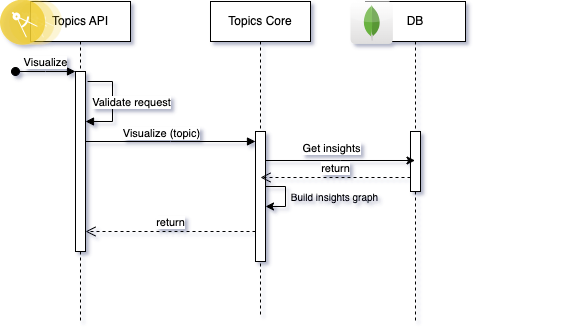 Topics API
Topics Core
DB
Visualize
Validate request
Visualize (topic)
Get insights
return
Build insights graph
return